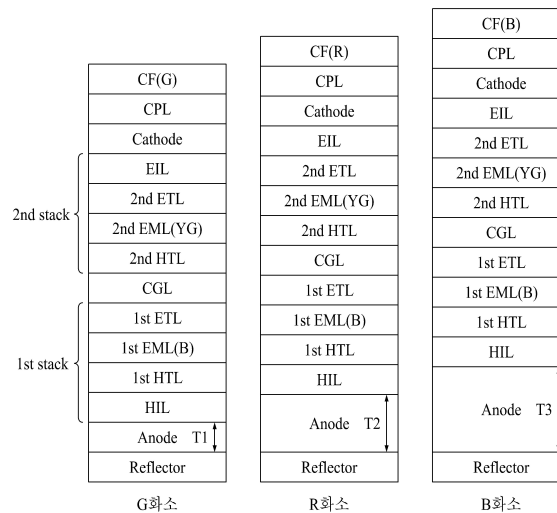 CF(G)
CPL
Cathode
EIL
2nd ETL
2nd EML(YG)
2nd HTL
CGL
1st ETL
1st EML(B)
1st HTL
HIL
Anode T1
Reflector
2nd stack
1st stack
G화소
CF(R)
CPL
Cathode
EIL
2nd ETL
2nd EML(YG)
2nd HTL
CGL
1st ETL
1st EML(B)
1st HTL
HIL
Anode T2
Reflector
R화소
CF(B)
CPL
Cathode
EIL
2nd ETL
2nd EML(YG)
2nd HTL
CGL
1st ETL
1st EML(B)
1st HTL
HIL
Anode T3
Reflector
B화소